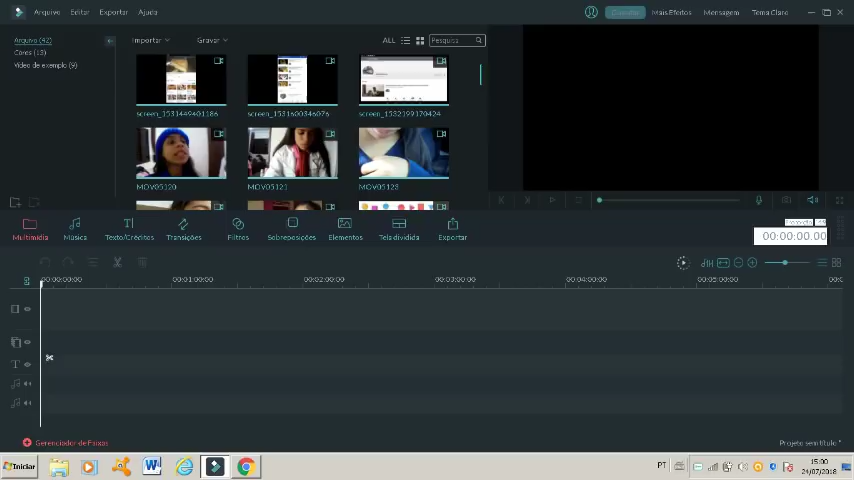 Arquivo Editar Exportar Ajuda
Mais Efeitos Mensagem Tema Claro
Arquivo (42)
Cores (13)
Vídeo de exemplo (9)
Importar Gravar ALL Pesquisa
screen_1531449401186 screen_1531600346076 screen_1532199170424
MOV05120 MOV05121 MOV05123
Multimídia Música Texto/Créditos Transições Filtros Sobreposições Elementos Tela dividida Exportar
00:00:00.00
00:00:00:00 00:01:00:00 00:02:00:00 00:03:00:00 00:04:00:00 00:05:00:00
T
Gerenciador de Faixas Projeto sem título *
Iniciar PT 15:00
24/07/2018